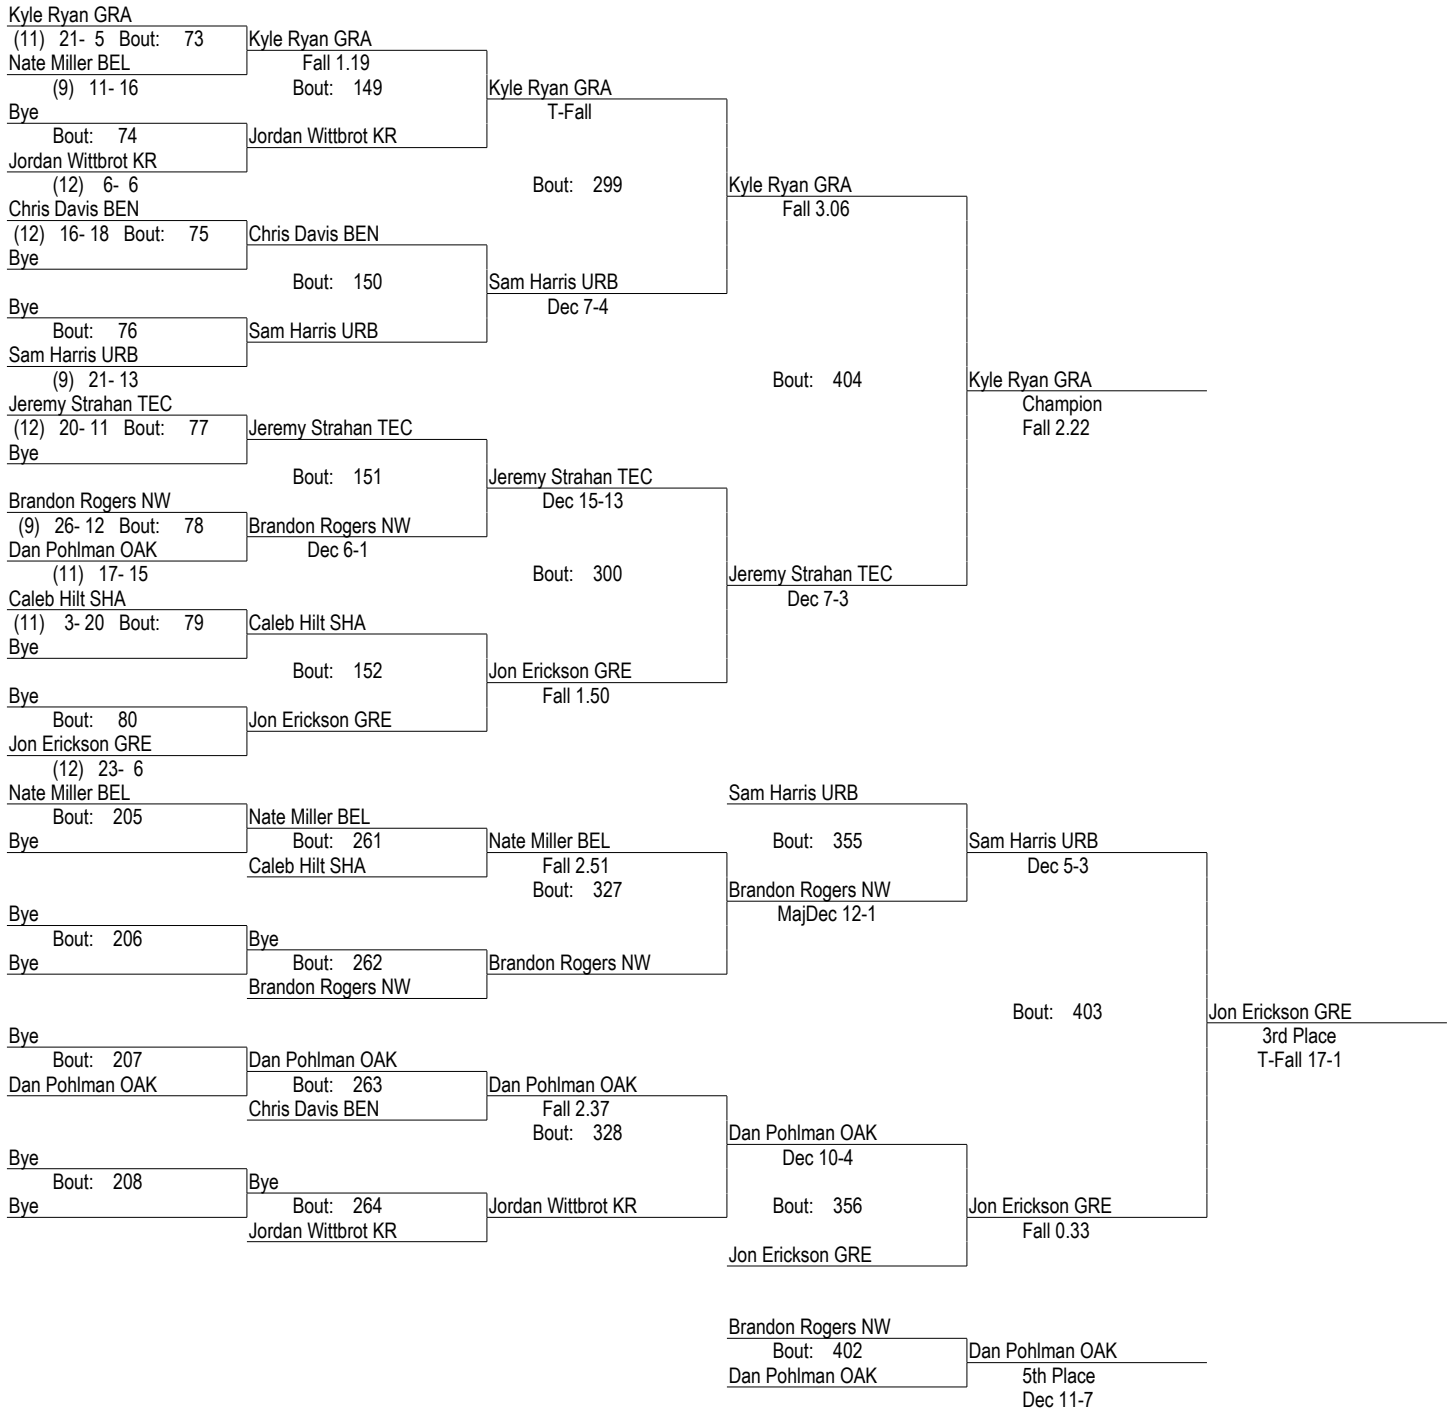 Kyle Ryan GRA
(11) 21- 5 Bout: 73 Kyle Ryan GRA
Nate Miller BEL Fall 1.19
(9) 11- 16 Bout: 149 Kyle Ryan GRA
Bye T-Fall
Bout: 74 Jordan Wittbrot KR
Jordan Wittbrot KR
(12) 6- 6 Bout: 299 Kyle Ryan GRA
Chris Davis BEN Fall 3.06
(12) 16- 18 Bout: 75 Chris Davis BEN
Bye
Bout: 150 Sam Harris URB
Bye Dec 7-4
Bout: 76 Sam Harris URB
Sam Harris URB
(9) 21- 13 Bout: 404 Kyle Ryan GRA
Jeremy Strahan TEC Champion
(12) 20- 11 Bout: 77 Jeremy Strahan TEC Fall 2.22
Bye
Bout: 151 Jeremy Strahan TEC
Brandon Rogers NW Dec 15-13
(9) 26- 12 Bout: 78 Brandon Rogers NW
Dan Pohlman OAK Dec 6-1
(11) 17- 15 Bout: 300 Jeremy Strahan TEC
Caleb Hilt SHA Dec 7-3
(11) 3- 20 Bout: 79 Caleb Hilt SHA
Bye
Bout: 152 Jon Erickson GRE
Bye Fall 1.50
Bout: 80 Jon Erickson GRE
Jon Erickson GRE
(12) 23- 6
Nate Miller BEL Sam Harris URB
Bout: 205 Nate Miller BEL
Bye Bout: 261 Nate Miller BEL Bout: 355 Sam Harris URB
Caleb Hilt SHA Fall 2.51 Dec 5-3
Bout: 327 Brandon Rogers NW
Bye MajDec 12-1
Bout: 206 Bye
Bye Bout: 262 Brandon Rogers NW
Brandon Rogers NW
Bout: 403 Jon Erickson GRE
Bye 3rd Place
Bout: 207 Dan Pohlman OAK T-Fall 17-1
Dan Pohlman OAK Bout: 263 Dan Pohlman OAK
Chris Davis BEN Fall 2.37
Bout: 328 Dan Pohlman OAK
Bye Dec 10-4
Bout: 208 Bye
Bye Bout: 264 Jordan Wittbrot KR Bout: 356 Jon Erickson GRE
Jordan Wittbrot KR Fall 0.33
Jon Erickson GRE
Brandon Rogers NW
Bout: 402 Dan Pohlman OAK
Dan Pohlman OAK 5th Place
Dec 11-7